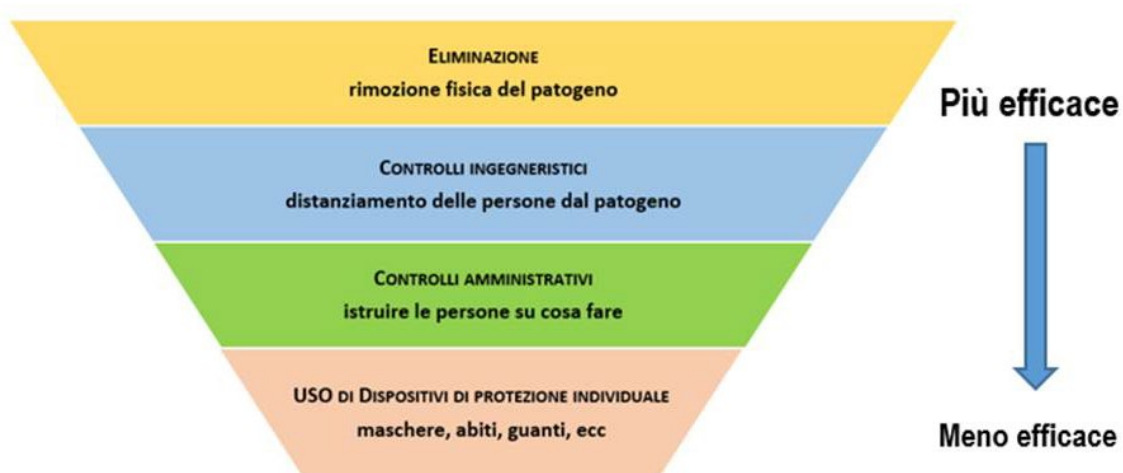 ELIMINAZIONE
rimozione fisica del patogeno
Più efficace
CONTROLLI INGEGNERISTICI
distanziamento delle persone dal patogeno
CONTROLLI AMMINISTRATIVI
istruire le persone su cosa fare
USO DI DISPOSITIVI DI PROTEZIONE INDIVIDUALE
maschere, abiti, guanti, ecc
Meno efficace